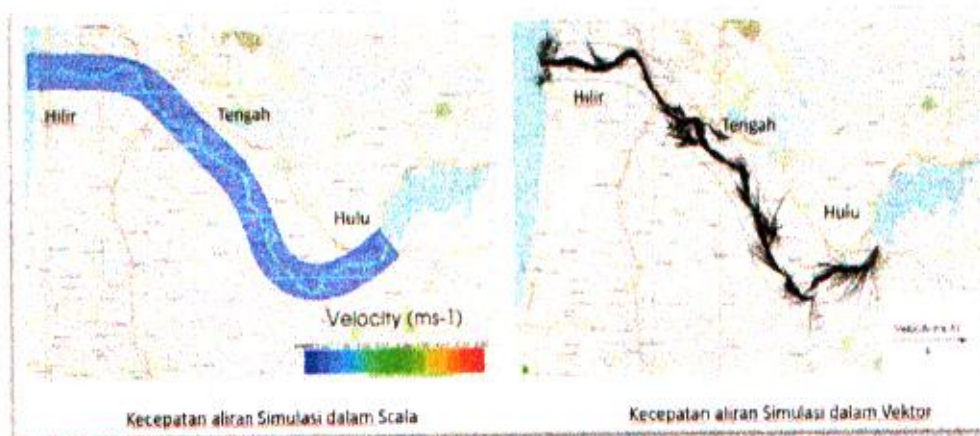 Hilir
Tengah
Hulu
Velocity (ms-1)
Kecepatan aliran Simulasi dalam Scala
Hilir
Tengah
Hulu
Kecepatan aliran Simulasi dalam Vektor